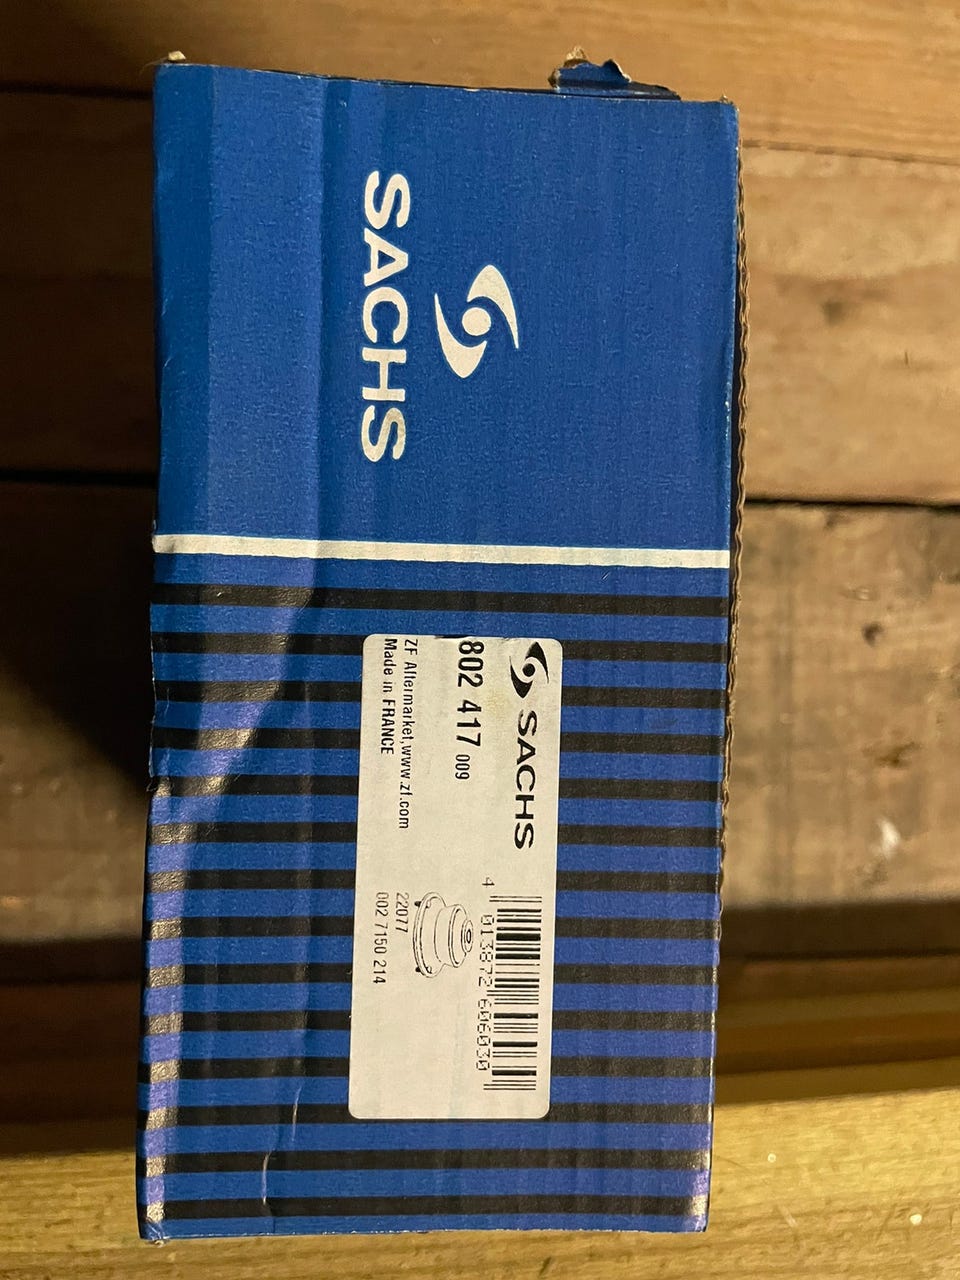 SACHS
SACHS
802 417 009
ZF Aftermarket,www.zf.com
Made in FRANCE
4 013872 606030
22077
002 7150 214